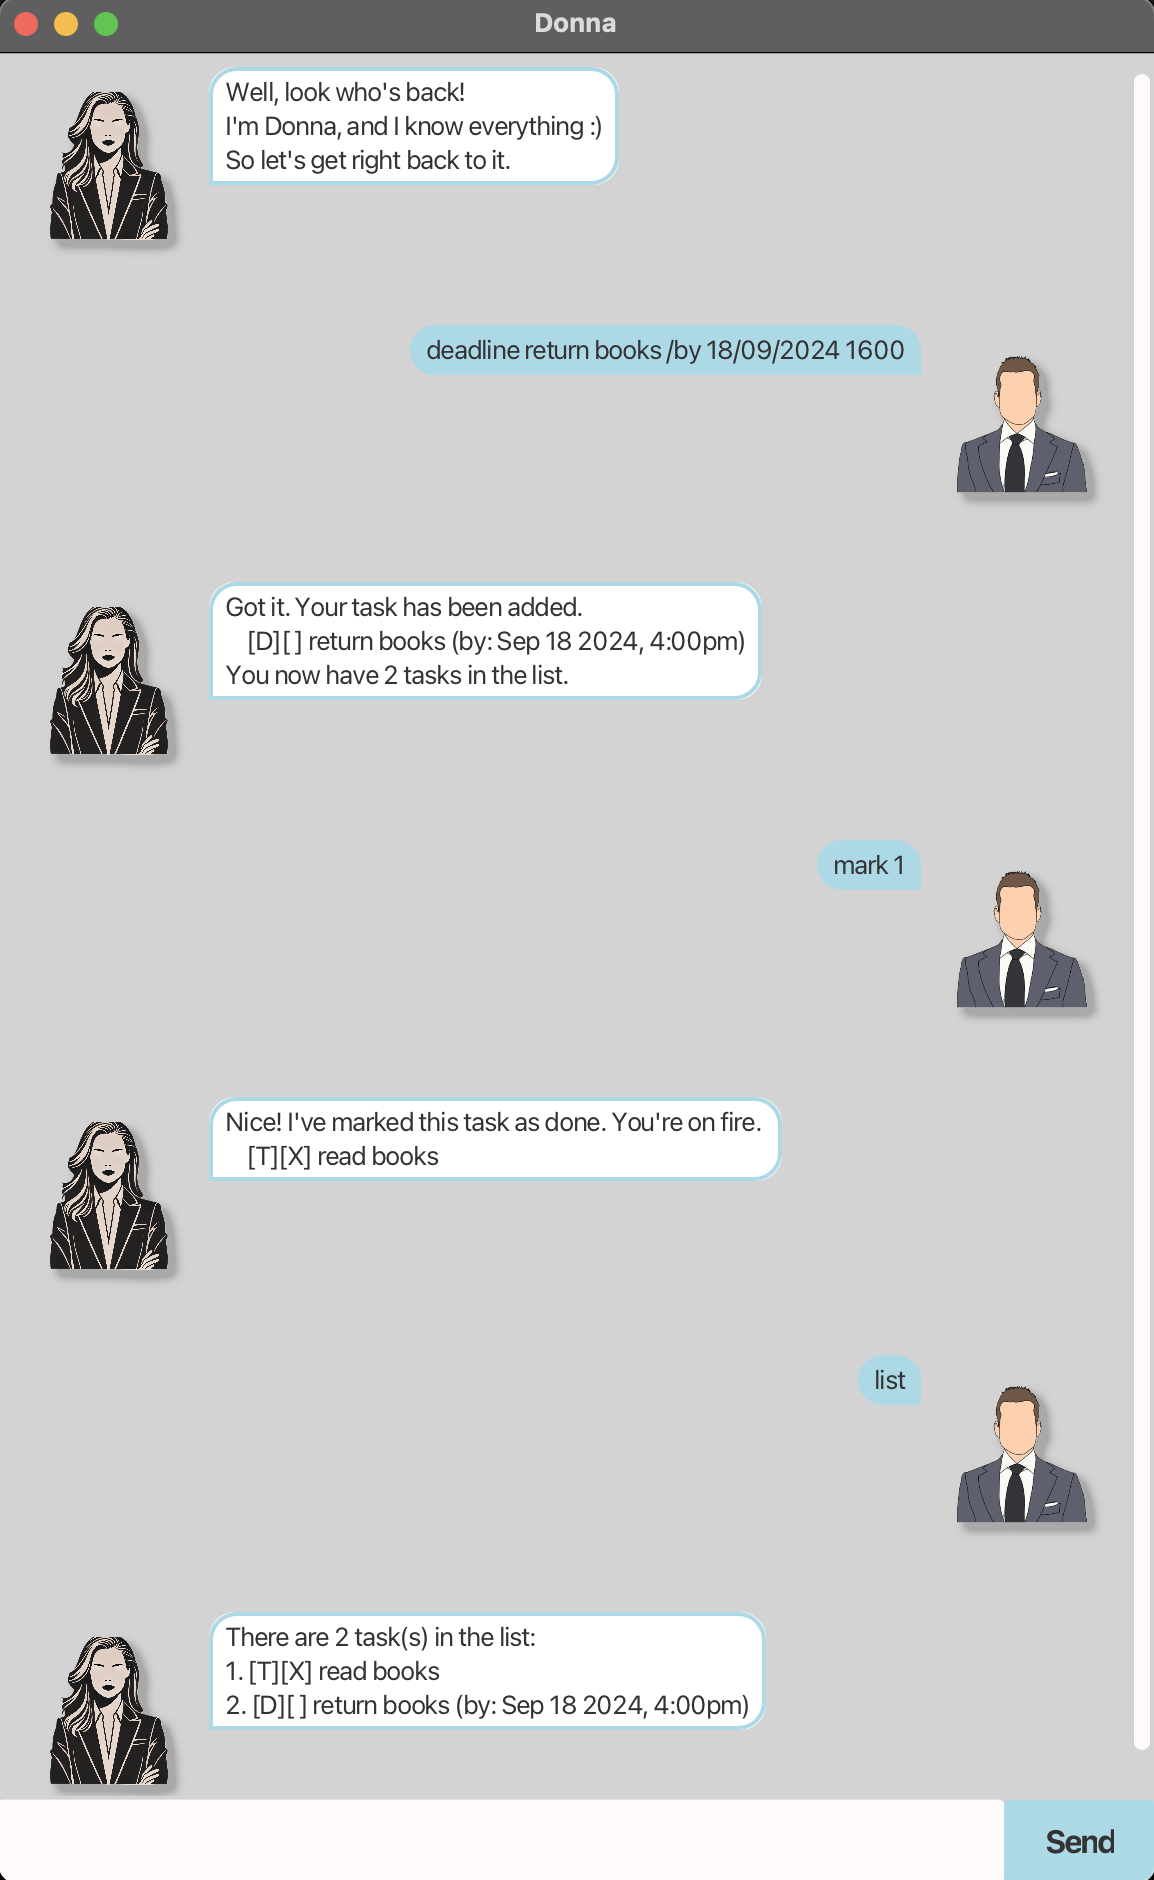 Donna
Well, look who's back!
I'm Donna, and I know everything :)
So let's get right back to it.
deadline return books /by 18/09/2024 1600
Got it. Your task has been added.
[D][ ] return books (by: Sep 18 2024, 4:00pm)
You now have 2 tasks in the list.
mark 1
Nice! I've marked this task as done. You're on fire.
[T][X] read books
list
There are 2 task(s) in the list:
1. [T][X] read books
2. [D][ ] return books (by: Sep 18 2024, 4:00pm)
Send